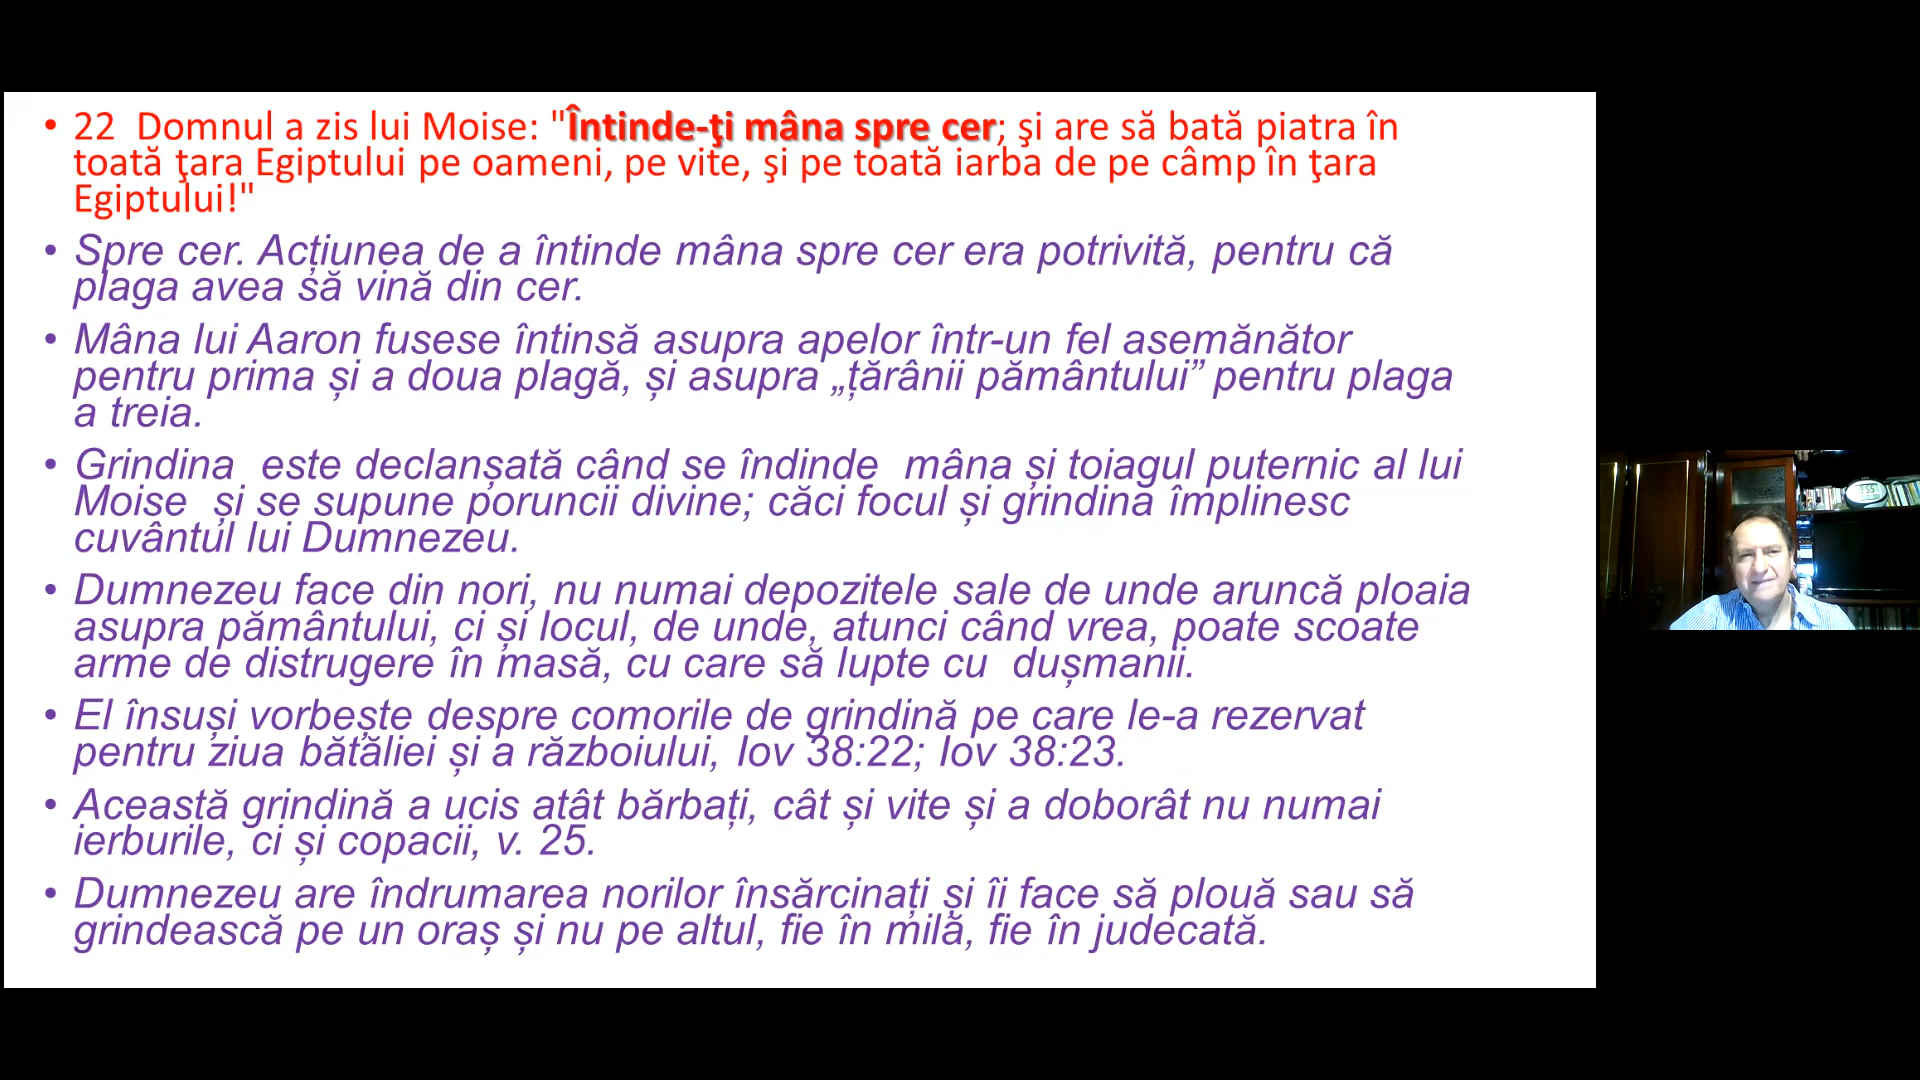 • 22  Domnul a zis lui Moise: "Întinde-ţi mâna spre cer; şi are să bată piatra în
toată ţara Egiptului pe oameni, pe vite, şi pe toată iarba de pe câmp în ţara
Egiptului!"
• Spre cer. Acțiunea de a întinde mâna spre cer era potrivită, pentru că
plaga avea să vină din cer.
• Mâna lui Aaron fusese întinsă asupra apelor într-un fel asemănător
pentru prima și a doua plagă, și asupra „țărânii pământului” pentru plaga
a treia.
• Grindina  este declanșată când se îndinde  mâna și toiagul puternic al lui
Moise  și se supune poruncii divine; căci focul și grindina împlinesc
cuvântul lui Dumnezeu.
• Dumnezeu face din nori, nu numai depozitele sale de unde aruncă ploaia
asupra pământului, ci și locul, de unde, atunci când vrea, poate scoate
arme de distrugere în masă, cu care să lupte cu  dușmanii.
• El însuși vorbește despre comorile de grindină pe care le-a rezervat
pentru ziua bătăliei și a războiului, Iov 38:22; Iov 38:23.
• Această grindină a ucis atât bărbați, cât și vite și a doborât nu numai
ierburile, ci și copacii, v. 25.
• Dumnezeu are îndrumarea norilor însărcinați și îi face să plouă sau să
grindească pe un oraș și nu pe altul, fie în milă, fie în judecată.